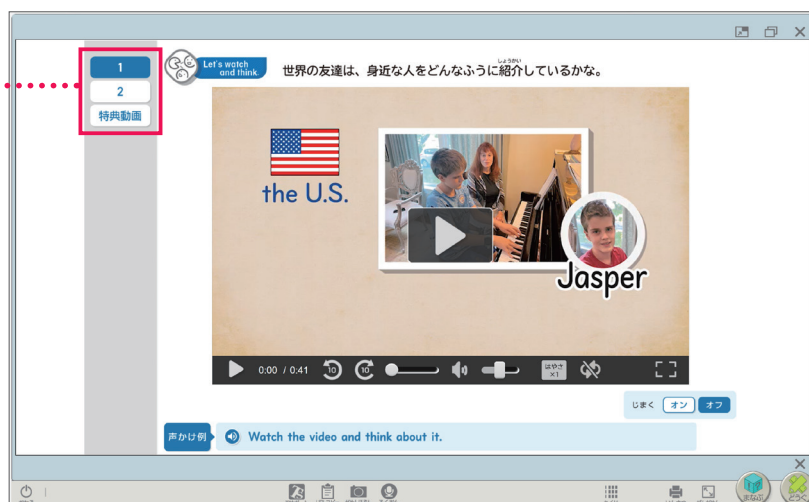 1
2
特典動画
Let's watch
and think
世界の友達は、身近な人をどんなふうに紹介しているかな。
しょうかい
the U.S.
Jasper
0:00 / 0:41
10
10
はやさ
×1
じまく
オン
オフ
声かけ例
Watch the video and think about it.
まなぶ